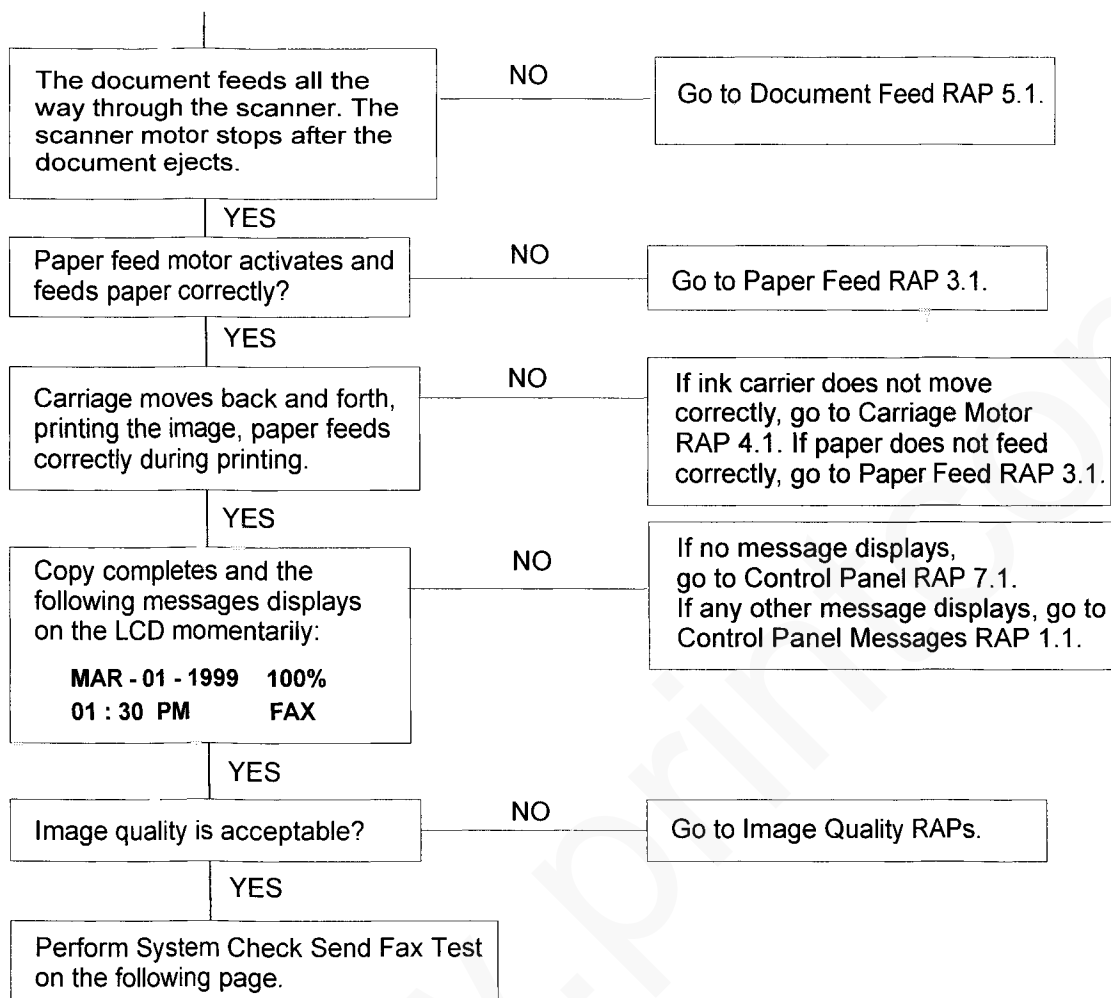 The document feeds all the
way through the scanner. The
scanner motor stops after the
document ejects.
NO
Go to Document Feed RAP 5.1.
YES
Paper feed motor activates and
feeds paper correctly?
NO
Go to Paper Feed RAP 3.1.
YES
Carriage moves back and forth,
printing the image, paper feeds
correctly during printing.
NO
If ink carrier does not move
correctly, go to Carriage Motor
RAP 4.1. If paper does not feed
correctly, go to Paper Feed RAP 3.1.
YES
Copy completes and the
following messages displays
on the LCD momentarily:
MAR - 01 - 1999 100%
01 : 30 PM FAX
NO
If no message displays,
go to Control Panel RAP 7.1.
If any other message displays, go to
Control Panel Messages RAP 1.1.
YES
Image quality is acceptable?
NO
Go to Image Quality RAPs.
YES
Perform System Check Send Fax Test
on the following page.